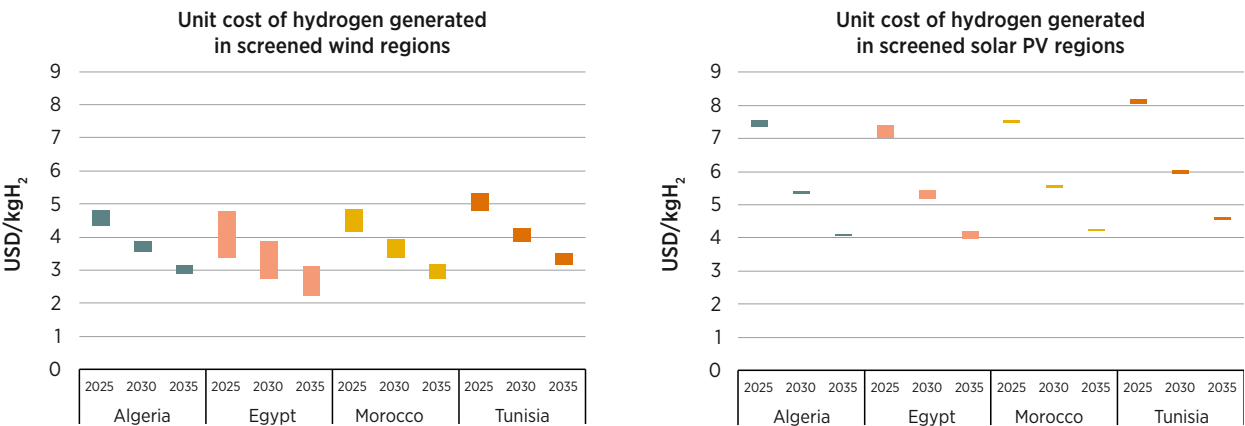 Unit cost of hydrogen generated
in screened wind regions
9
8
7
6
5
4
3
2
1
0
USD/kgH₂
2025 2030 2035 2025 2030 2035 2025 2030 2035 2025 2030 2035
Algeria Egypt Morocco Tunisia
Unit cost of hydrogen generated
in screened solar PV regions
9
8
7
6
5
4
3
2
1
0
USD/kgH₂
2025 2030 2035 2025 2030 2035 2025 2030 2035 2025 2030 2035
Algeria Egypt Morocco Tunisia